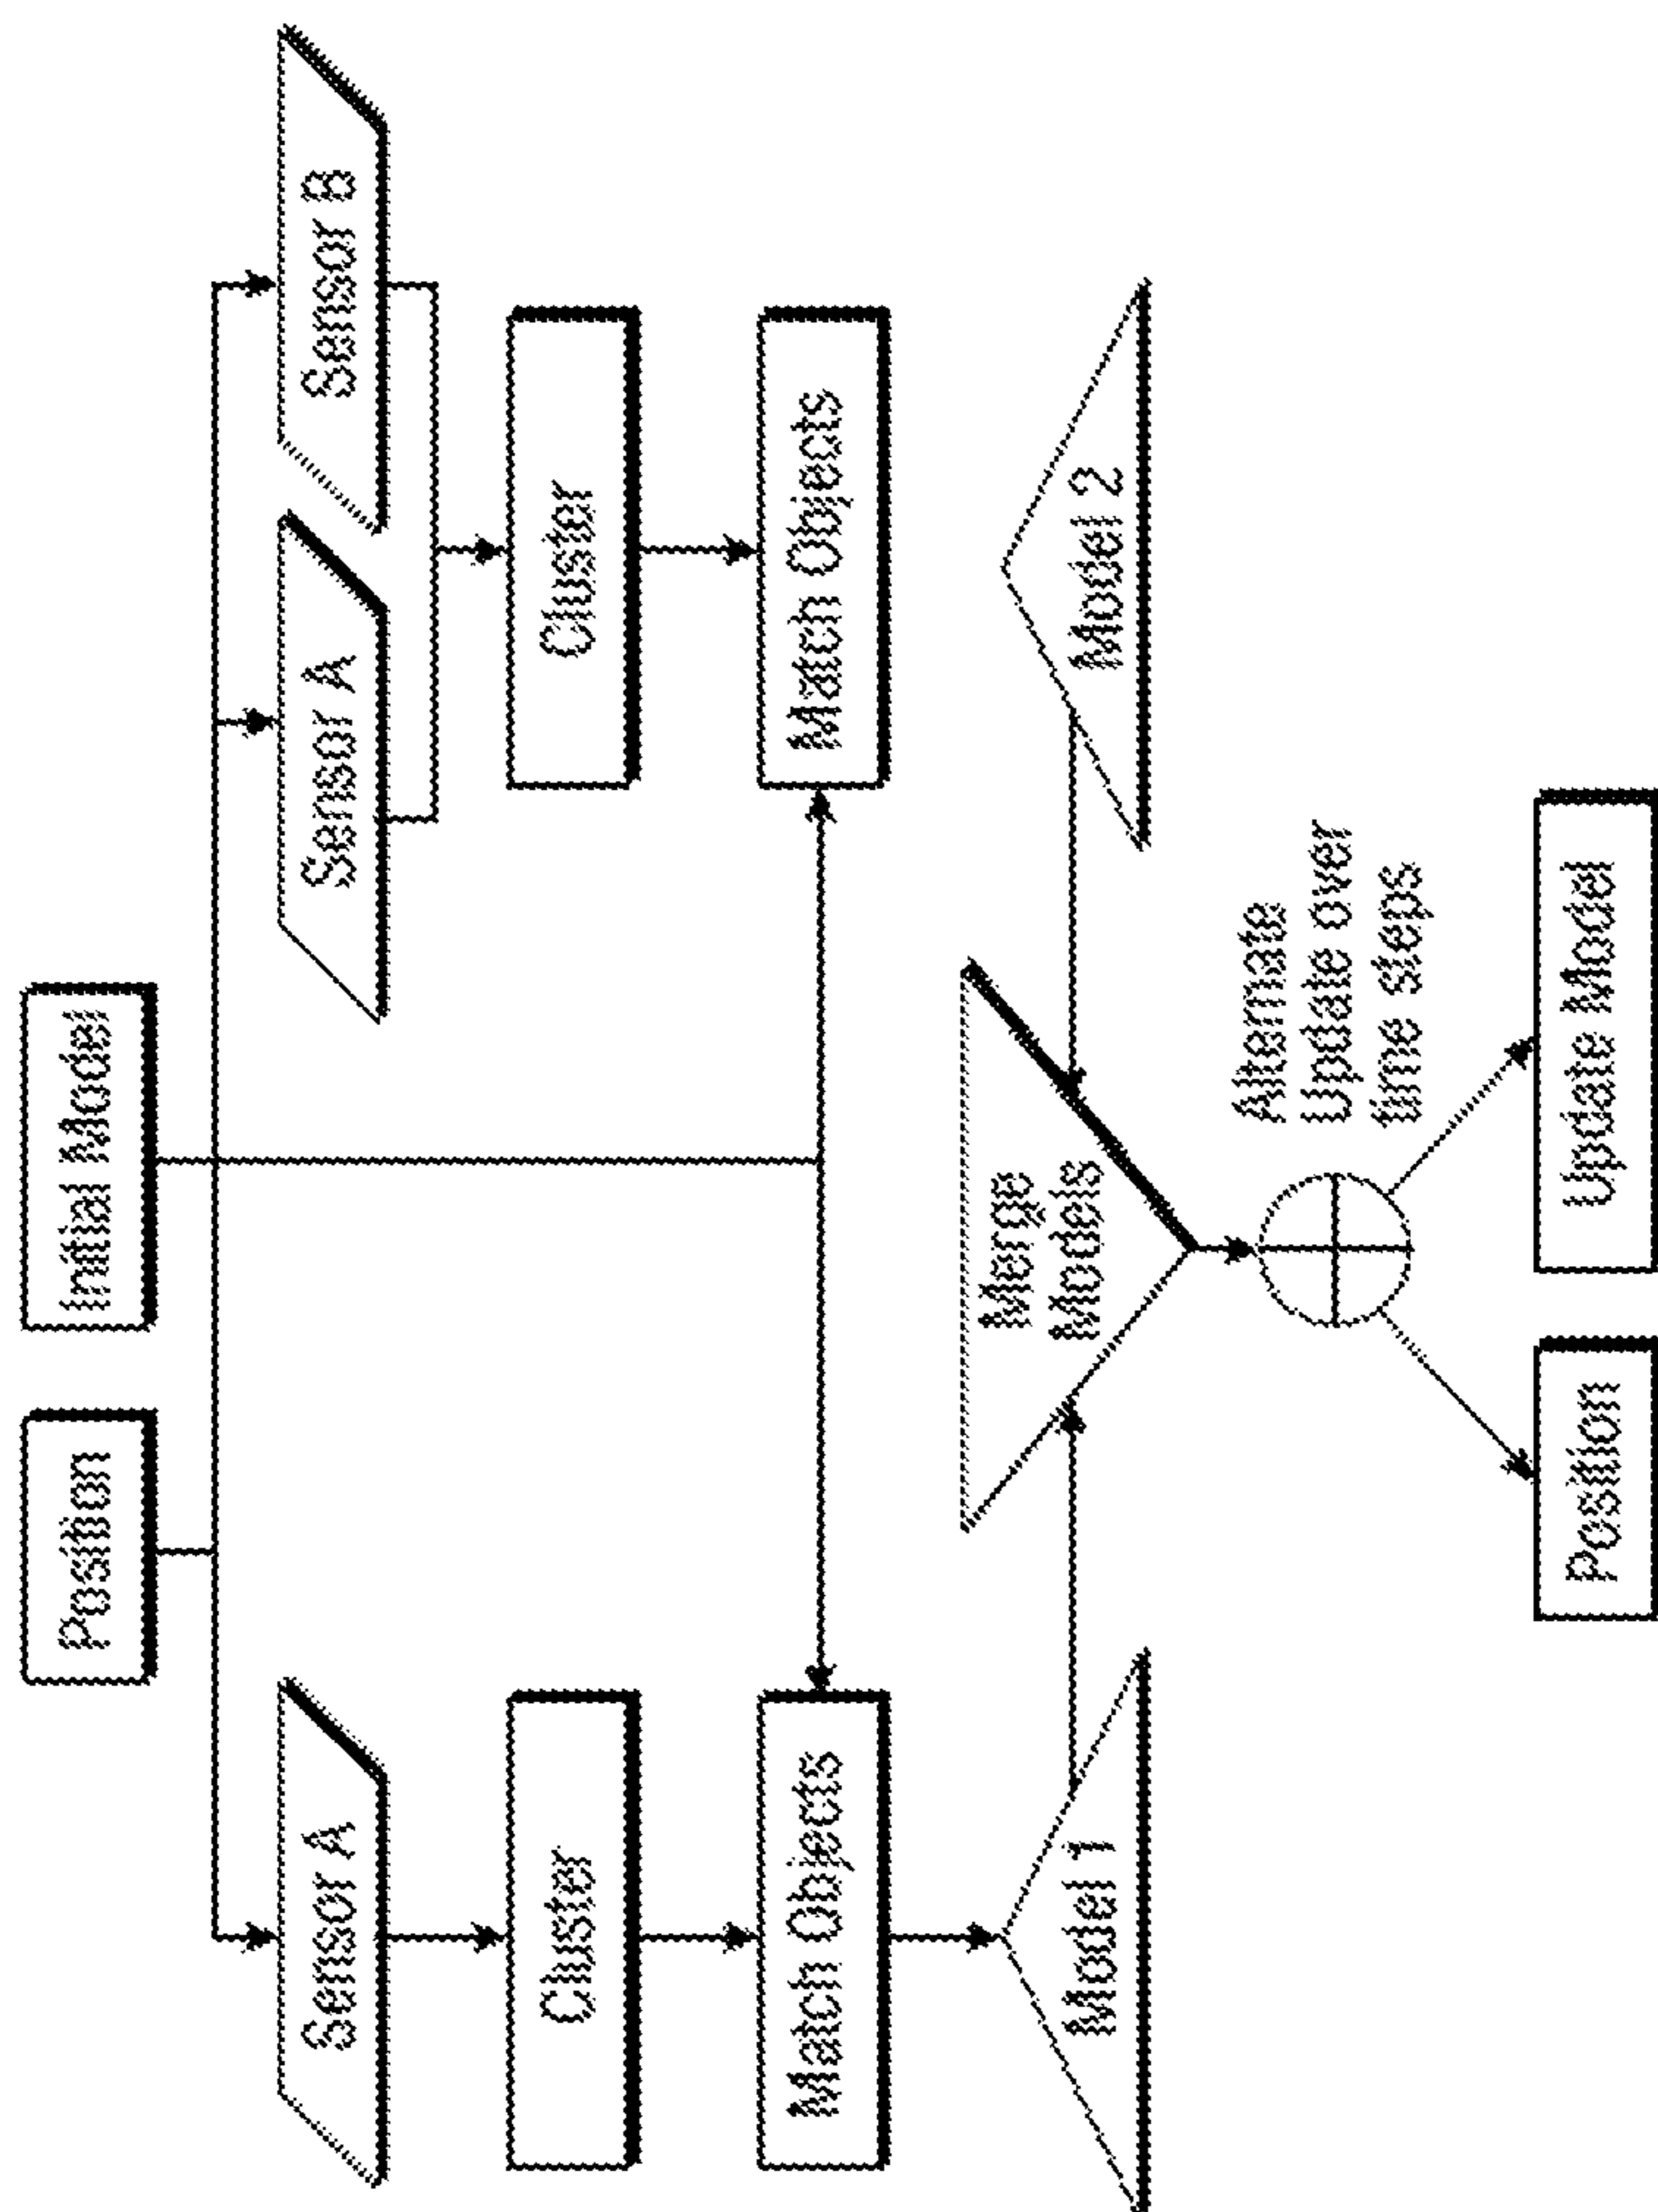 Position
Initial Model
Sensor A
Sensor A
Sensor B
Cluster
Cluster
Match Objects
Match Objects
Model 1
Merge
Models
Model 2
Alternate
Update over
time steps
Position
Update Model